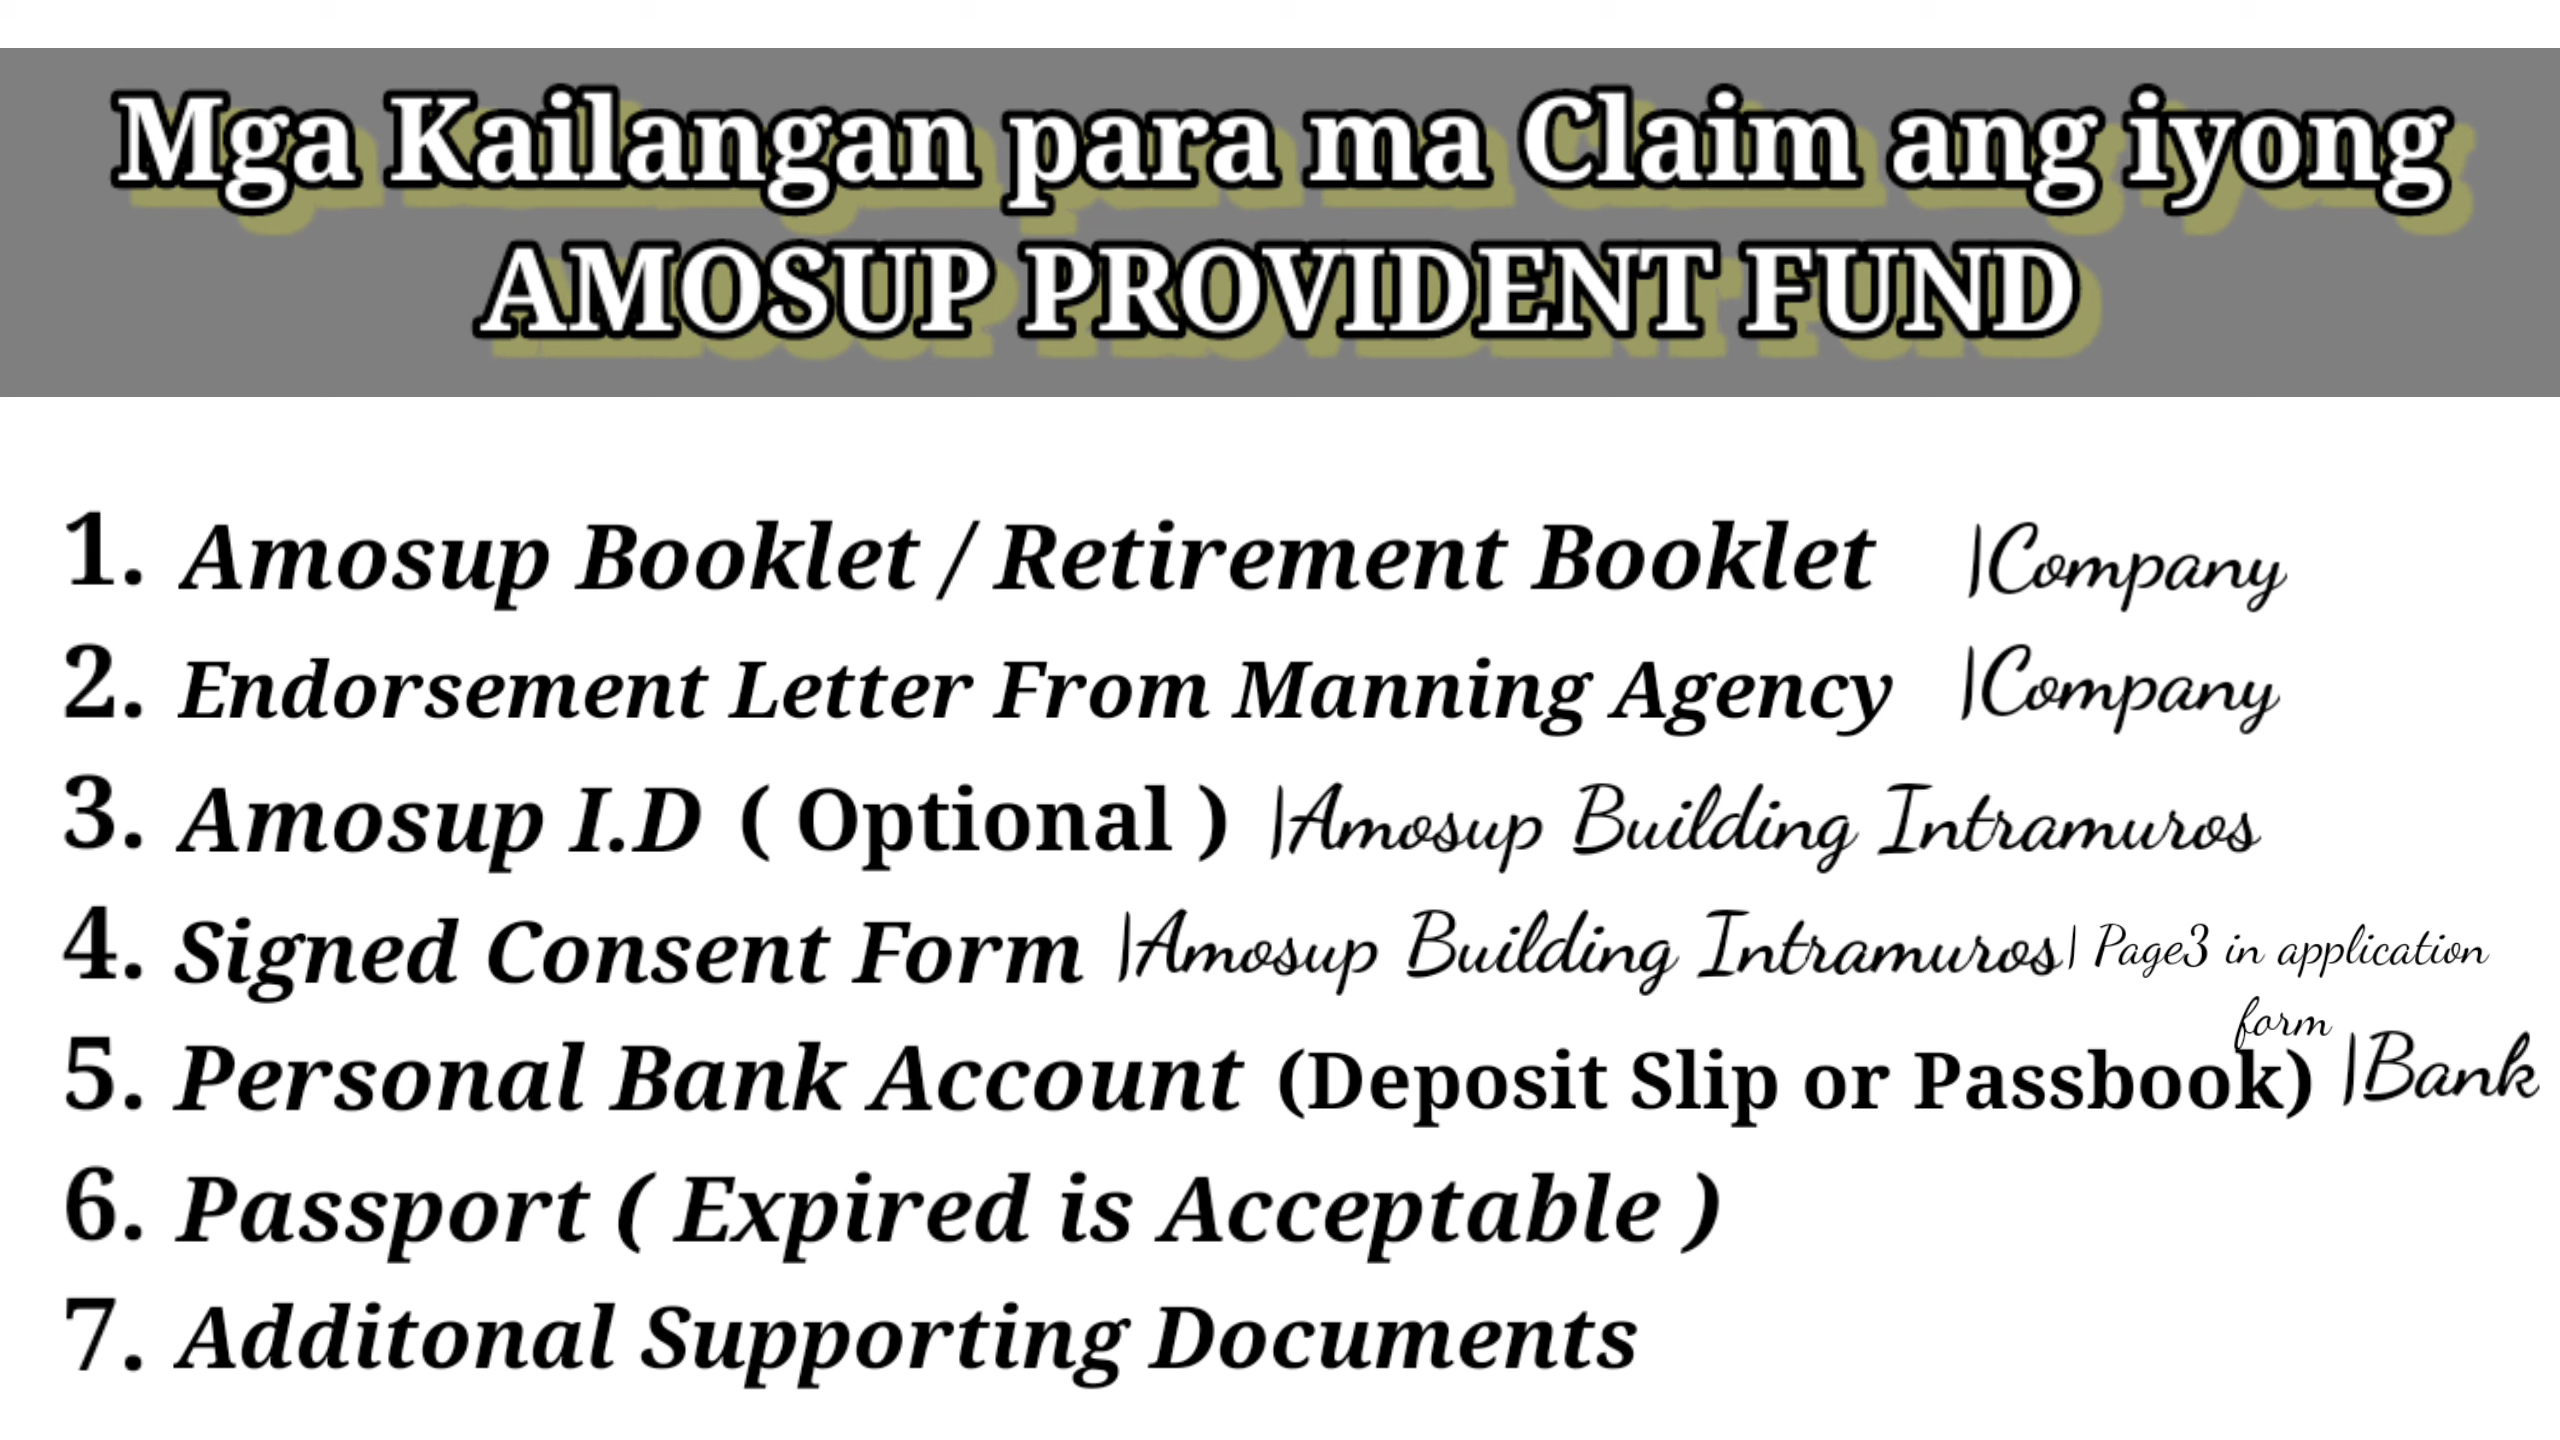 Mga Kailangan para ma Claim ang iyong
AMOSUP PROVIDENT FUND
1. Amosup Booklet / Retirement Booklet |Company
2. Endorsement Letter From Manning Agency |Company
3. Amosup I.D ( Optional ) |Amosup Building Intramuros
4. Signed Consent Form |Amosup Building Intramuros| Page3 in application
form
5. Personal Bank Account (Deposit Slip or Passbook) |Bank
6. Passport ( Expired is Acceptable )
7. Additonal Supporting Documents